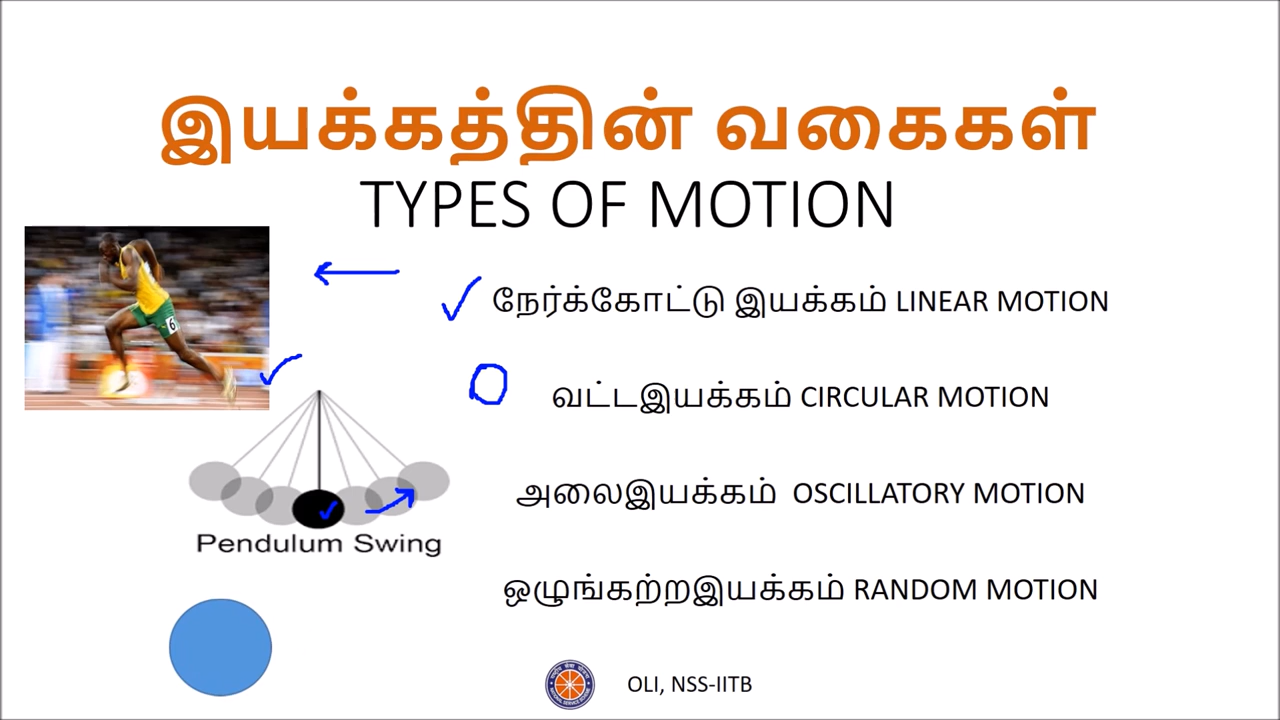 இயக்கத்தின் வகைகள்
TYPES OF MOTION
நேர்க்கோட்டு இயக்கம் LINEAR MOTION
6
வட்டஇயக்கம் CIRCULAR MOTION
அலைஇயக்கம் OSCILLATORY MOTION
Pendulum Swing
ஒழுங்கற்றஇயக்கம் RANDOM MOTION
OLI, NSS-IITB